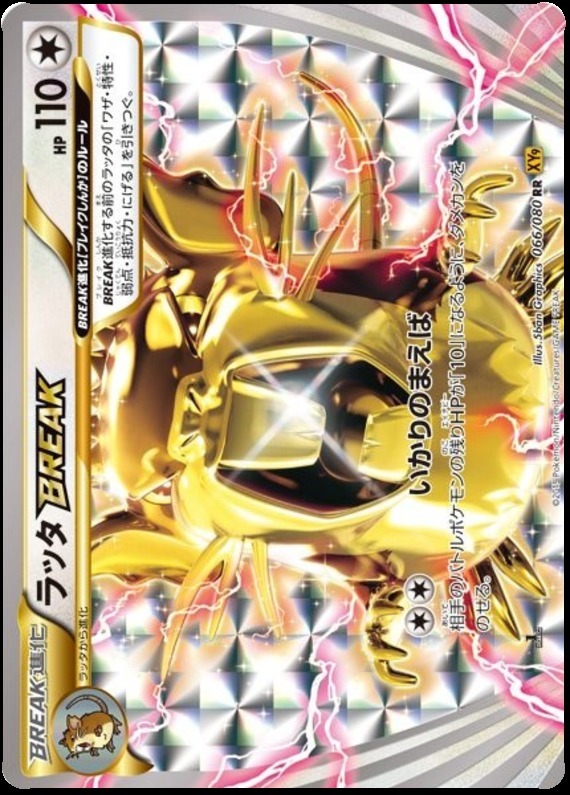 BREAK進化
ラッタ BREAK
HP 110
ラッタから進化
BREAK進化[ブレイクしんか]のルール
BREAK進化する前のラッタの「ワザ・特性・
弱点・抵抗力・にげる」を引きつぐ。
いかりのまえば
相手のバトルポケモンの残りHPが「10」になるように、ダメカンを
のせる。
Illus. 5ban Graphics 066/080 RR XY9
©2015 Pokémon/Nintendo/Creatures/GAME FREAK